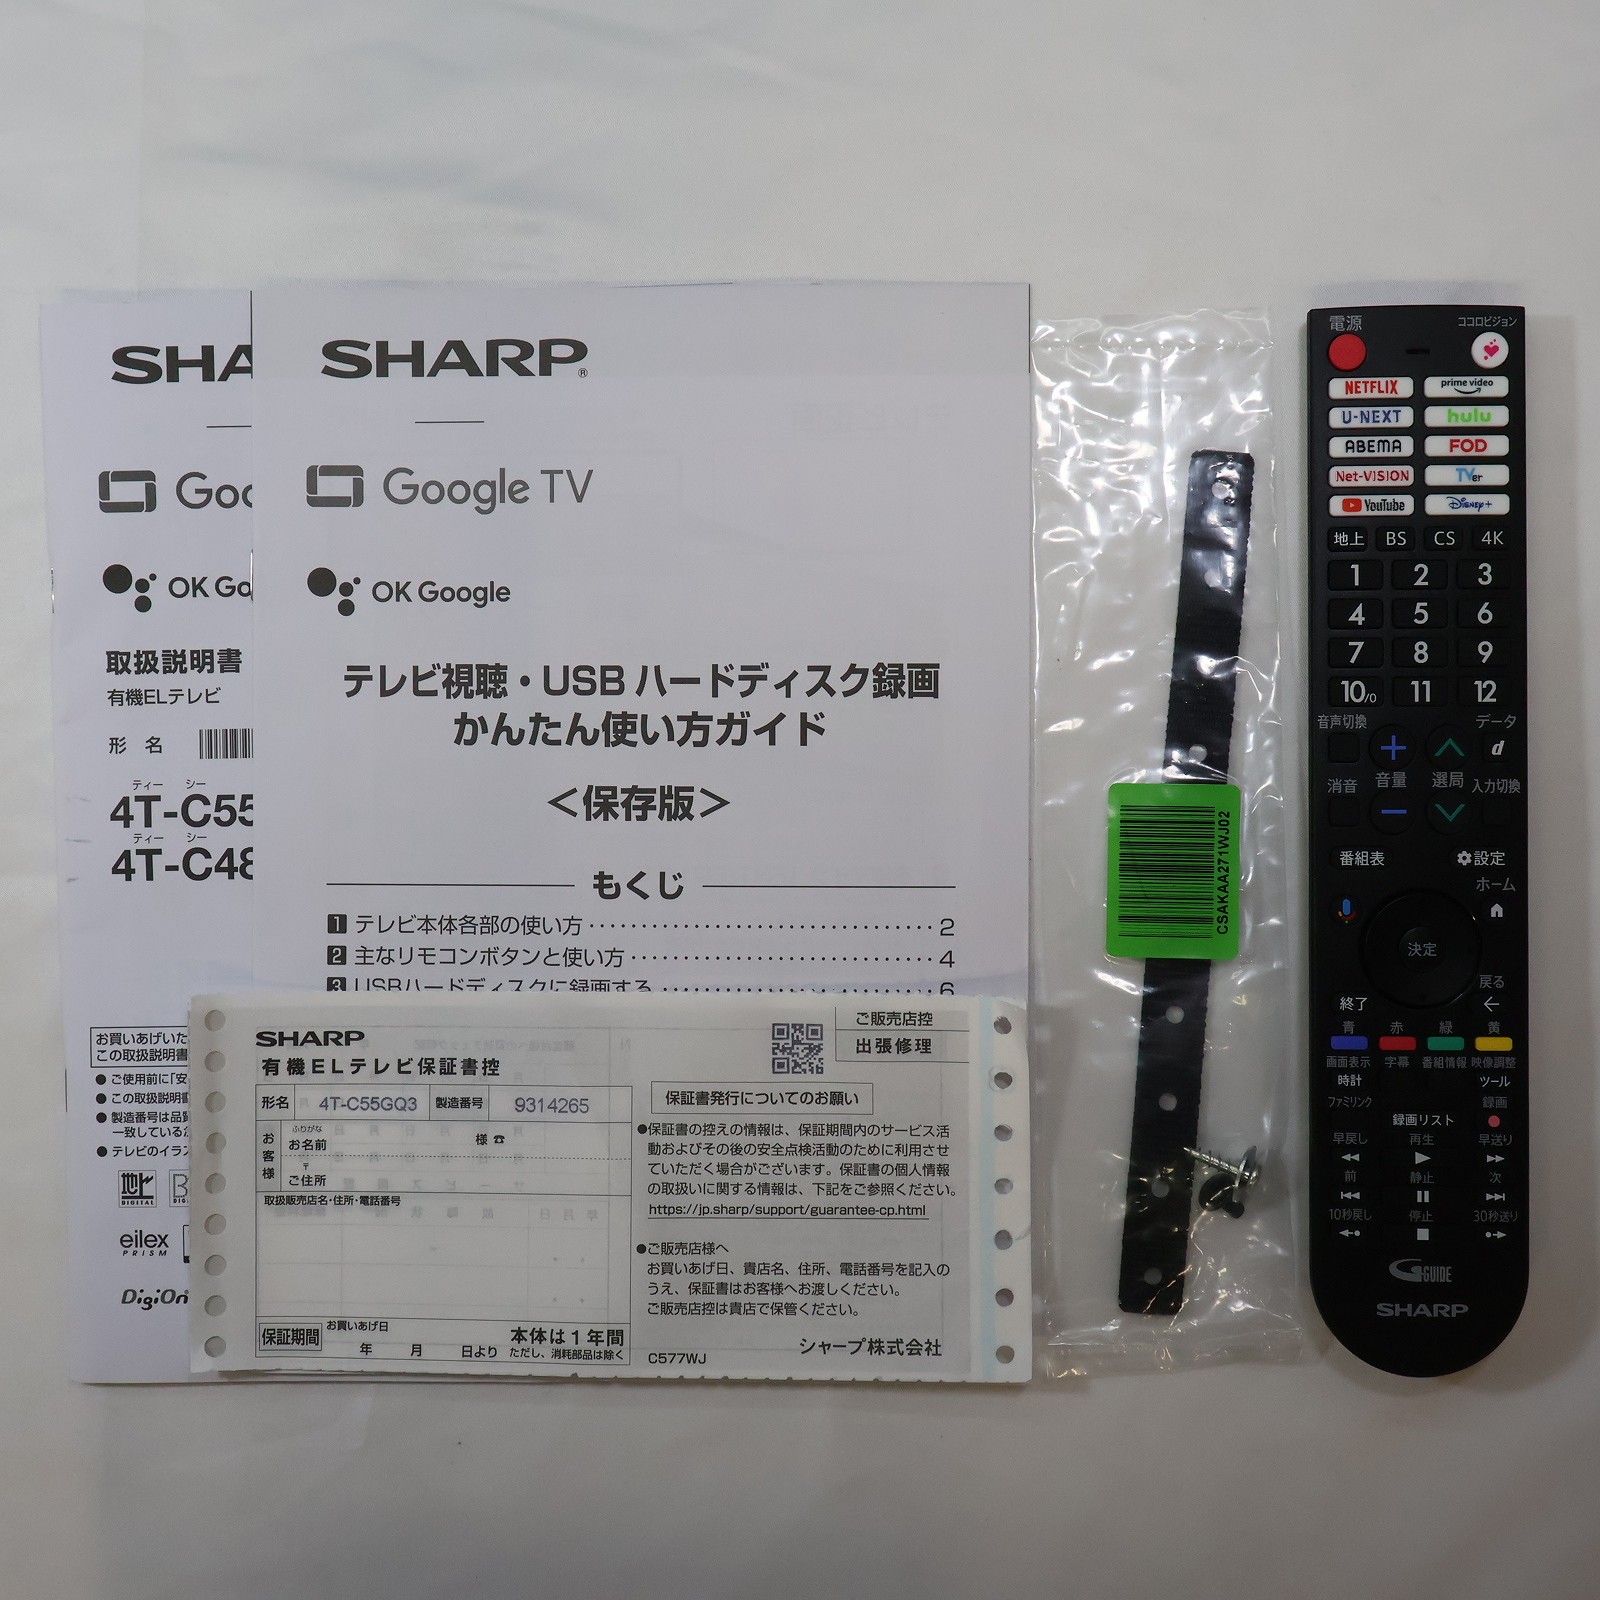 SHA
Goo
OK Go
取扱説明書
有機ELテレビ
形 名
ティー シー
4T-C55
ティー シー
4T-C48
お買いあげいた
この取扱説明書
● ご使用前に「安
● この取扱説明書
● 製造番号は品質
一致している
● テレビのイラス
地上
DIGITAL
eilex
PRISM
DigiOn
SHARP®
Google TV
OK Google
テレビ視聴・USB ハードディスク録画
かんたん使い方ガイド
＜保存版＞
もくじ
1 テレビ本体各部の使い方 2
2 主なリモコンボタンと使い方 4
3 USBハードディスクに録画する 6
SHARP
有機ELテレビ保証書控
形名 4T-C55GQ3 製造番号 9314265
お客様
ふりがな
お名前 様 ☎
〒
ご住所
取扱販売店名・住所・電話番号
保証期間
お買いあげ日
年 月 日より
本体は1年間
ただし、消耗部品は除く
ご販売店控
出張修理
保証書発行についてのお願い
●保証書の控えの情報は、保証期間内のサービス活
動およびその後の安全点検活動のために利用させ
ていただく場合がございます。保証書の個人情報
の取扱いに関する情報は、下記をご参照ください。
https://jp.sharp/support/guarantee-cp.html
●ご販売店様へ
お買いあげ日、貴店名、住所、電話番号を記入の
うえ、保証書はお客様へお渡しください。
ご販売店控は貴店で保管ください。
シャープ株式会社
C577WJ
CSAKAA271WJ02
電源 ココロビジョン
NETFLIX prime video
U-NEXT hulu
ABEMA FOD
Net-VISION TVer
YouTube Disney+
地上 BS CS 4K
1 2 3
4 5 6
7 8 9
10/0 11 12
音声切換 データ
d
消音 音量 選局 入力切換
番組表 設定
ホーム
決定
戻る
終了
青 赤 緑 黄
画面表示 字幕 番組情報 映像調整
時計 ツール
ファミリンク 録画
録画リスト
早戻し 再生 早送り
前 静止 次
10秒戻し 停止 30秒送り
G-GUIDE
SHARP